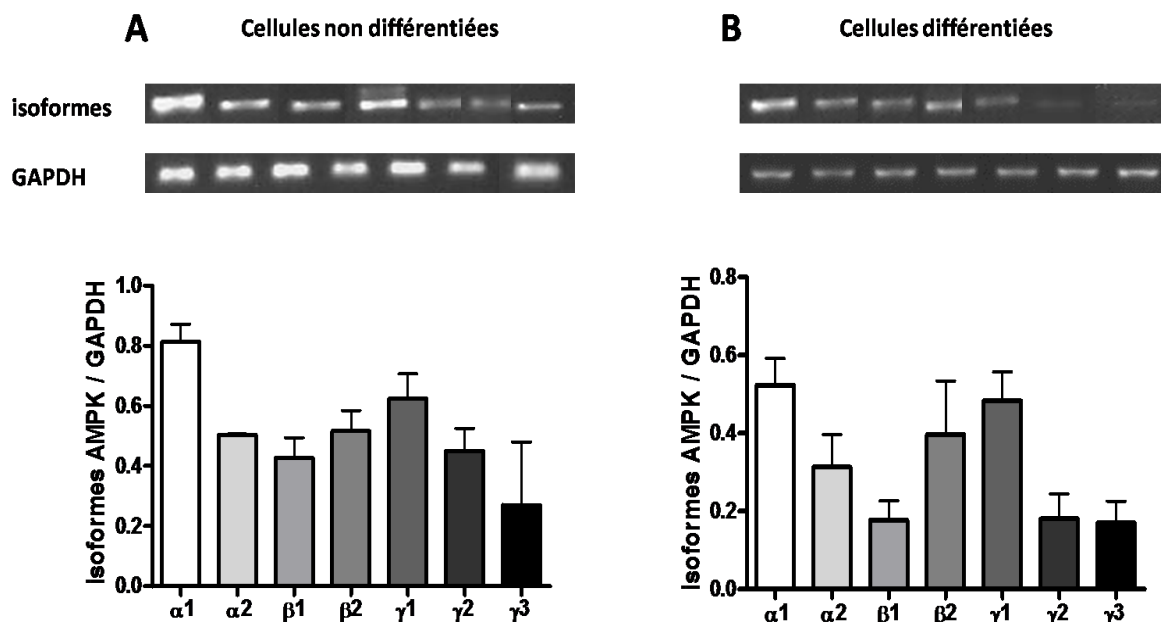 A Cellules non différentiées
B Cellules différentiées
isoformes
GAPDH
Isoformes AMPK / GAPDH
1.0
0.8
0.6
0.4
0.2
0.0
α1 α2 β1 β2 γ1 γ2 γ3
Isoformes AMPK / GAPDH
0.8
0.6
0.4
0.2
0.0
α1 α2 β1 β2 γ1 γ2 γ3